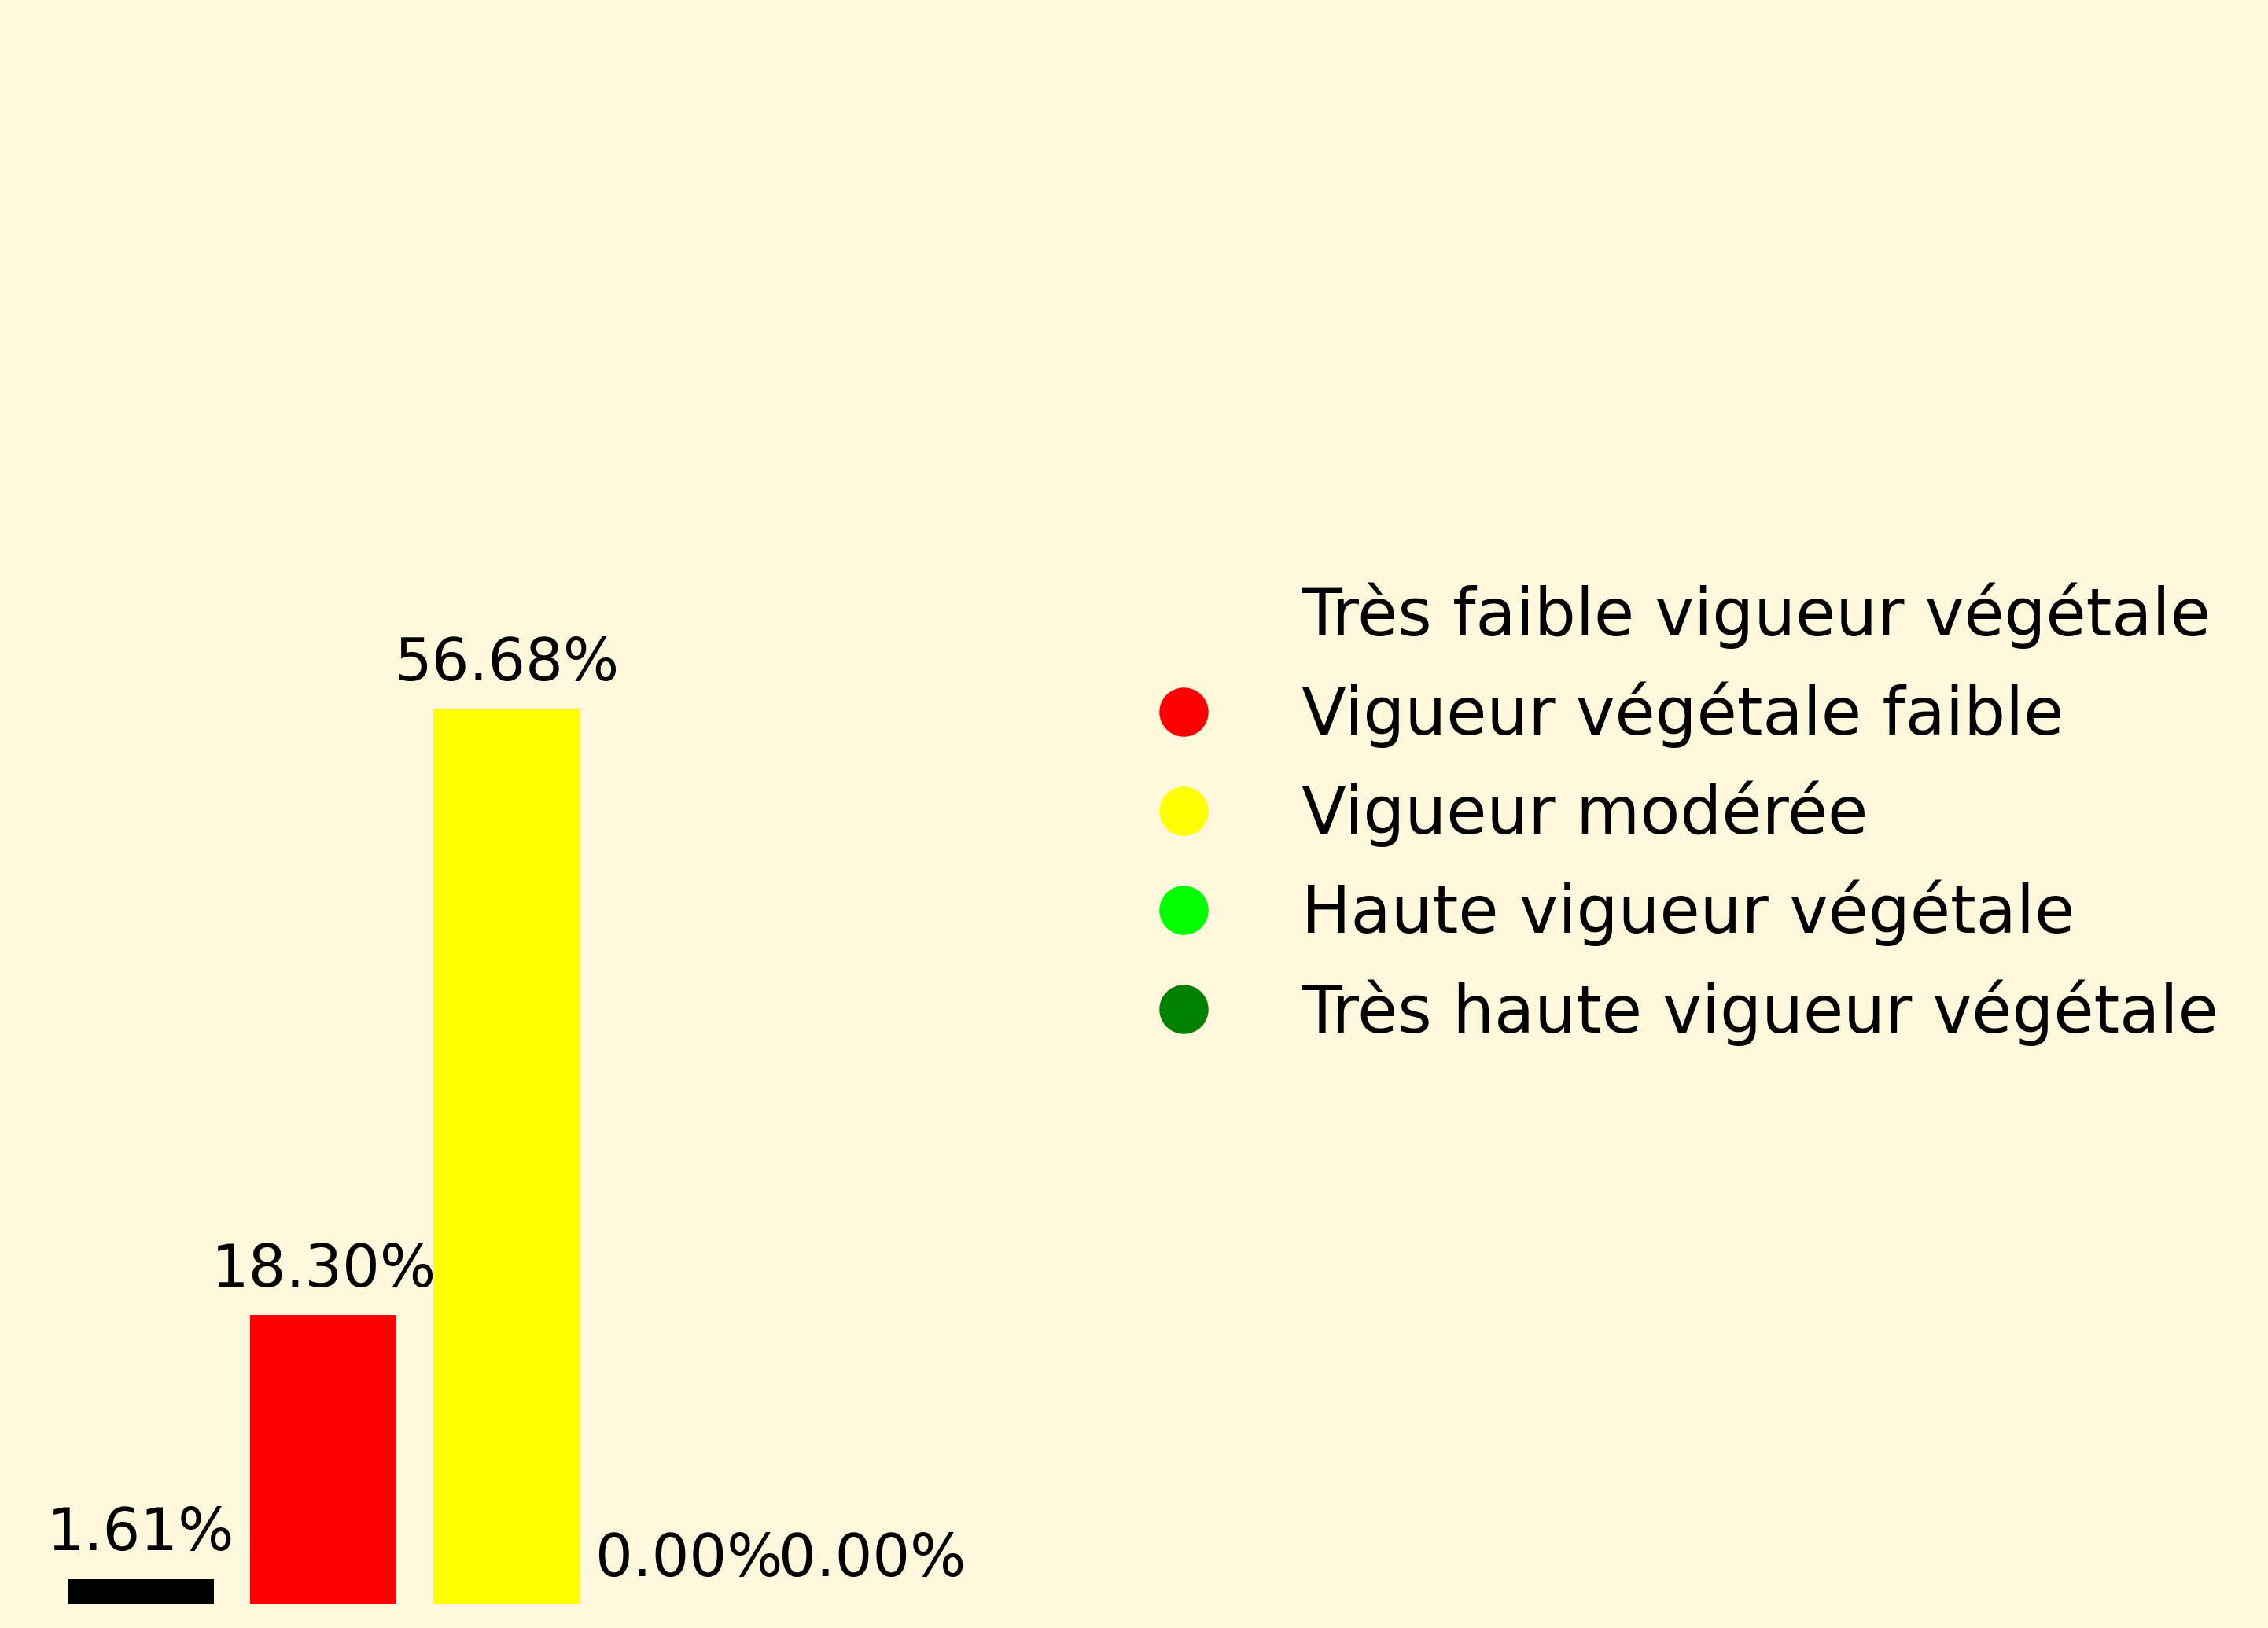 Très faible vigueur végétale
56.68%
Vigueur végétale faible
Vigueur modérée
Haute vigueur végétale
Très haute vigueur végétale
18.30%
1.61%
0.00%
0.00%